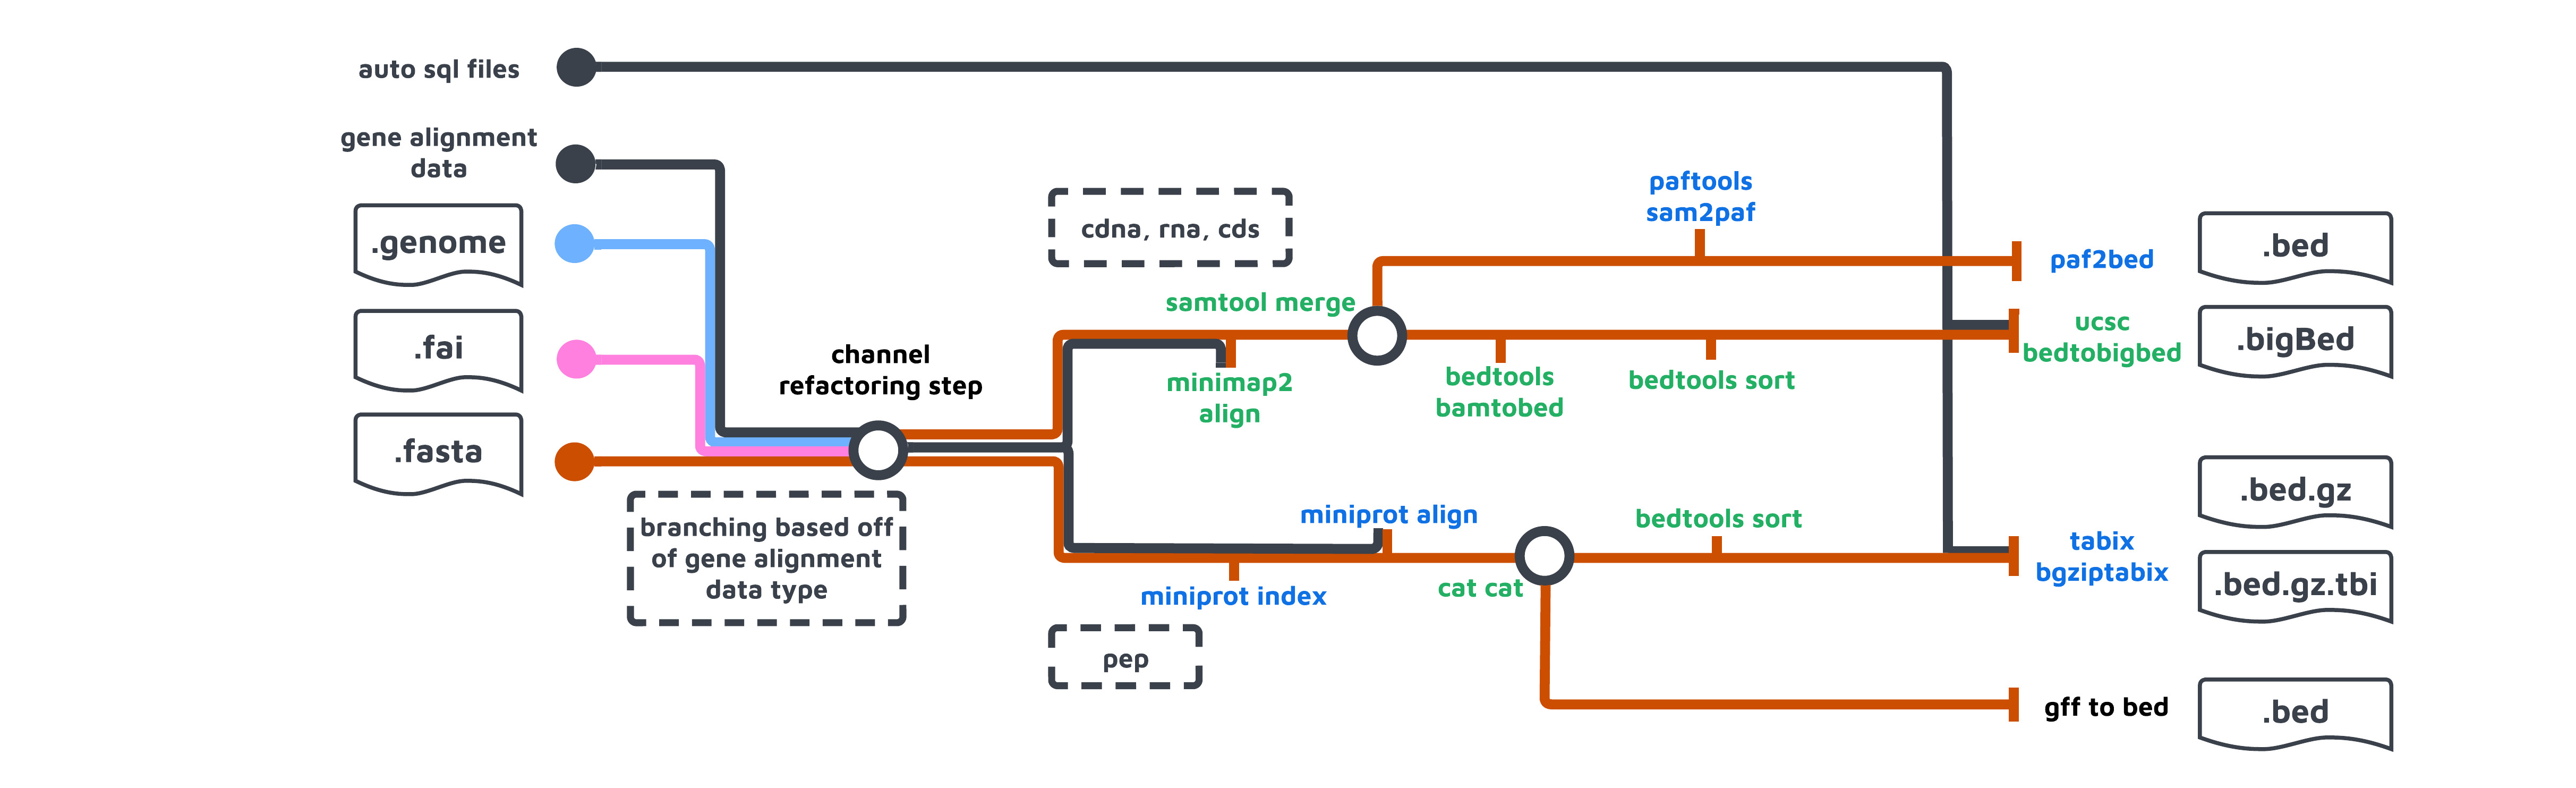 auto sql files
gene alignment
data
.genome
.fai
.fasta
channel
refactoring step
branching based off
of gene alignment
data type
cdna, rna, cds
samtool merge
minimap2
align
paftools
sam2paf
bedtools
bamtobed
bedtools sort
paf2bed
.bed
ucsc
bedtobigbed
.bigBed
miniprot align
miniprot index
pep
cat cat
bedtools sort
tabix
bgziptabix
.bed.gz
.bed.gz.tbi
gff to bed
.bed